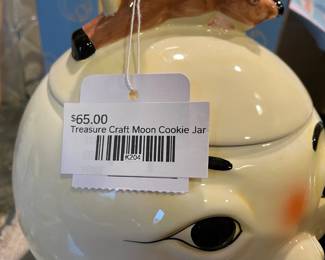 $65.00
Treasure Craft Moon Cookie Jar
K204